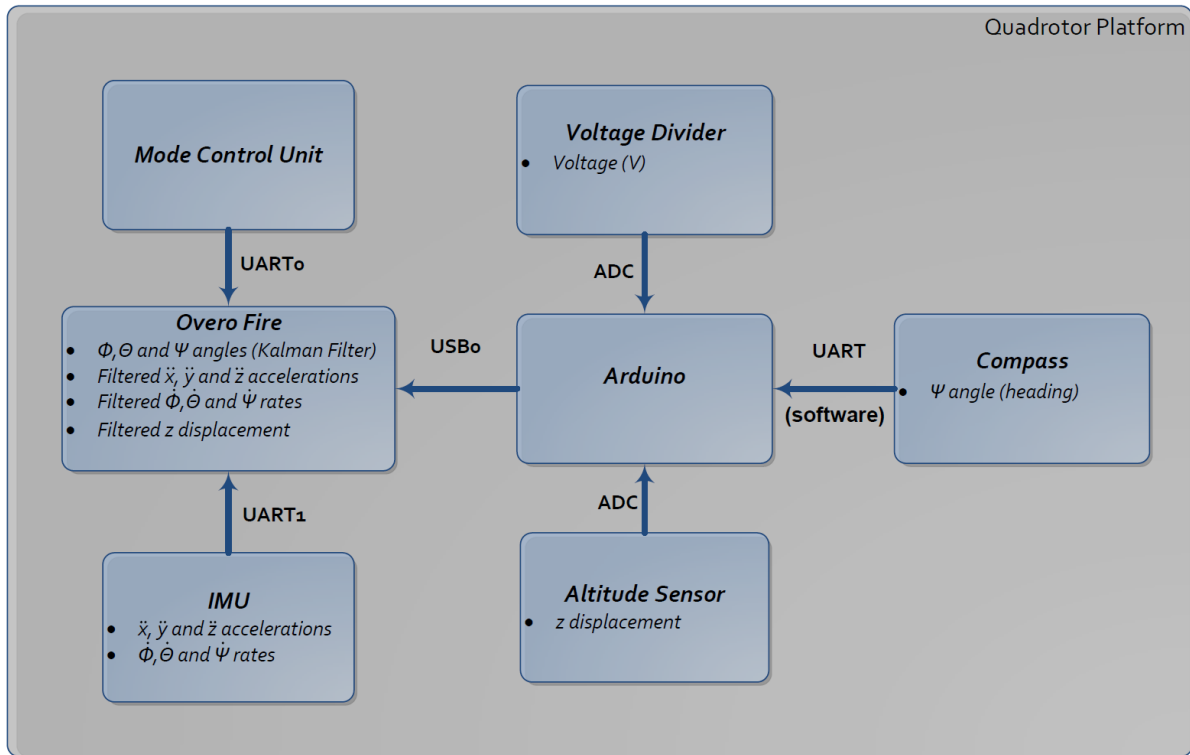 Quadrotor Platform
Mode Control Unit
Voltage Divider
• Voltage (V)
UART0
ADC
Overo Fire
• Φ,Θ and Ψ angles (Kalman Filter)
• Filtered ẍ, ÿ and z̈ accelerations
• Filtered Φ̇,Θ̇ and Ψ̇ rates
• Filtered z displacement
USB0
Arduino
UART
(software)
Compass
• Ψ angle (heading)
UART1
ADC
IMU
• ẍ, ÿ and z̈ accelerations
• Φ̇,Θ̇ and Ψ̇ rates
Altitude Sensor
• z displacement